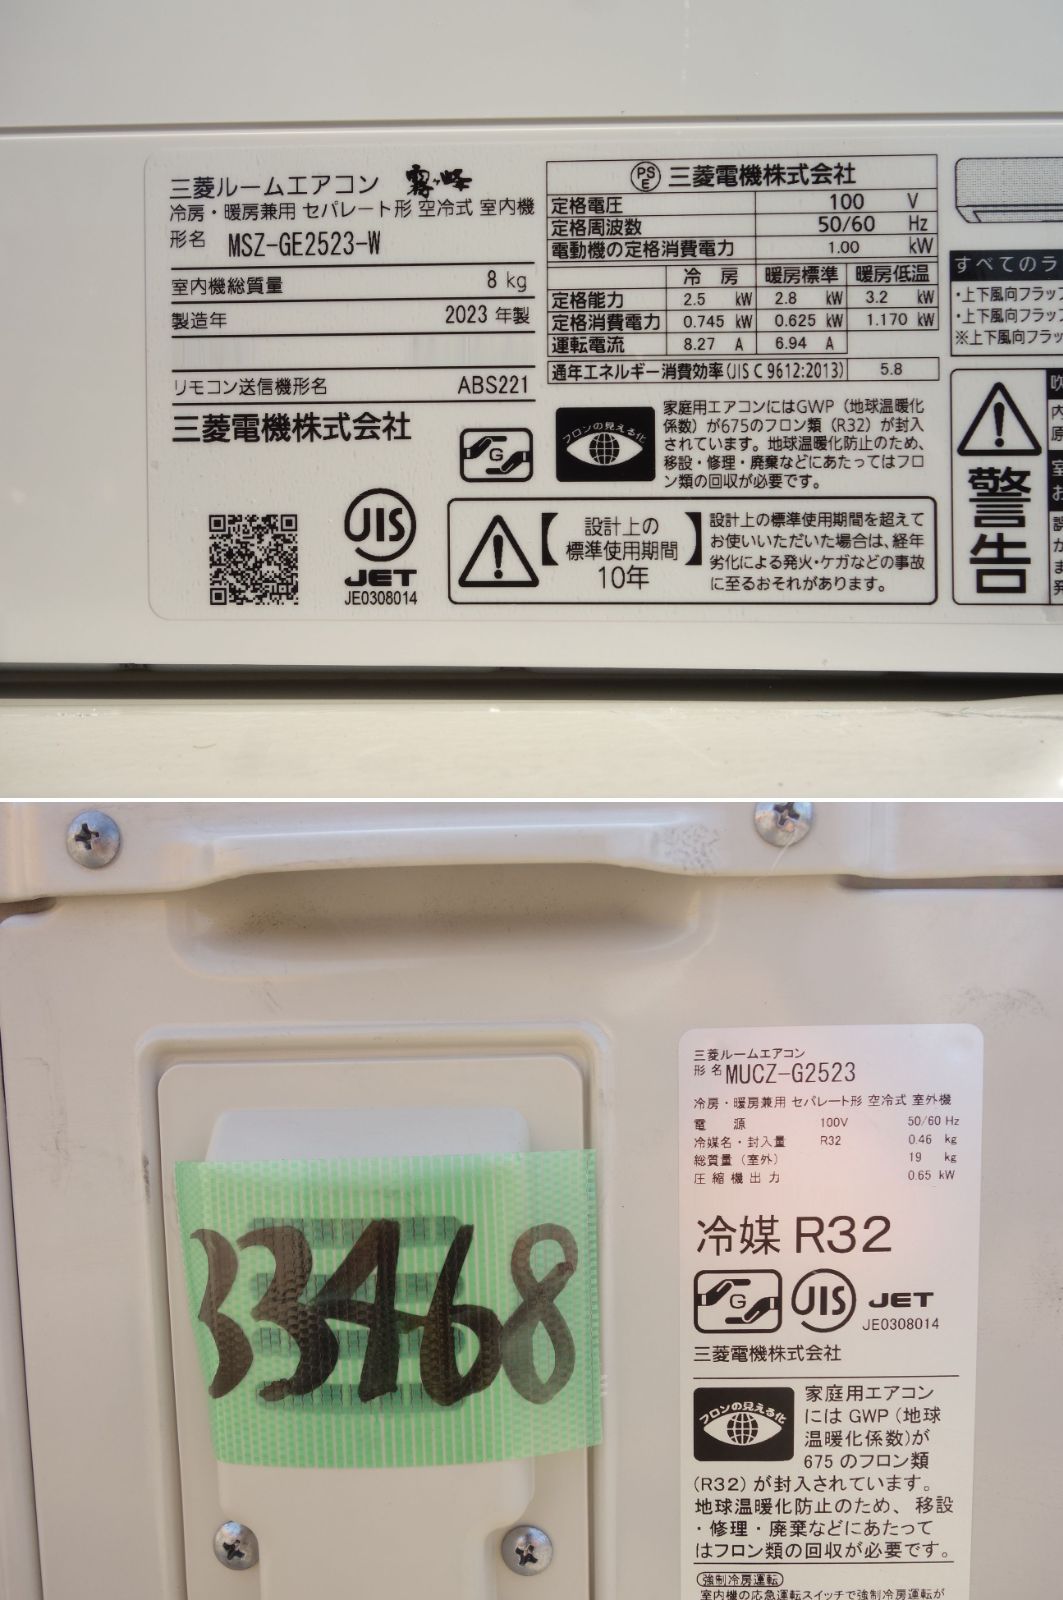 三菱ルームエアコン 霧ヶ峰
冷房・暖房兼用 セパレート形 空冷式 室内機
形名 MSZ-GE2523-W
室内機総質量 8 kg
製造年 2023 年製
リモコン送信機形名 ABS221
三菱電機株式会社
G
JIS
JET
JE0308014
PS
E 三菱電機株式会社
定格電圧 100 V
定格周波数 50/60 Hz
電動機の定格消費電力 1.00 kW
冷 房 暖房標準 暖房低温
定格能力 2.5 kW 2.8 kW 3.2 kW
定格消費電力 0.745 kW 0.625 kW 1.170 kW
運転電流 8.27 A 6.94 A
通年エネルギー消費効率(JIS C 9612:2013) 5.8
フロンの見える化
家庭用エアコンにはGWP（地球温暖化
係数）が675のフロン類（R32）が封入
されています。地球温暖化防止のため、
移設・修理・廃棄などにあたってはフロ
ン類の回収が必要です。
【設計上の
標準使用期間】
10年
設計上の標準使用期間を超えて
お使いいただいた場合は、経年
劣化による発火・ケガなどの事故
に至るおそれがあります。
すべてのラ
・上下風向フラップ
・上下風向フラッ
※上下風向フラッ
警告
33468
三菱ルームエアコン
形名 MUCZ-G2523
冷房・暖房兼用 セパレート形 空冷式 室外機
電 源 100V 50/60 Hz
冷媒名・封入量 R32 0.46 kg
総質量（室外） 19 kg
圧縮機出力 0.65 kW
冷媒 R32
G
JIS JET
JE0308014
三菱電機株式会社
フロンの見える化
家庭用エアコン
には GWP（地球
温暖化係数）が
675 のフロン類
（R32）が封入されています。
地球温暖化防止のため、移設
・修理・廃棄などにあたって
はフロン類の回収が必要です。
強制冷房運転
室内機の応急運転スイッチで強制冷房運転が